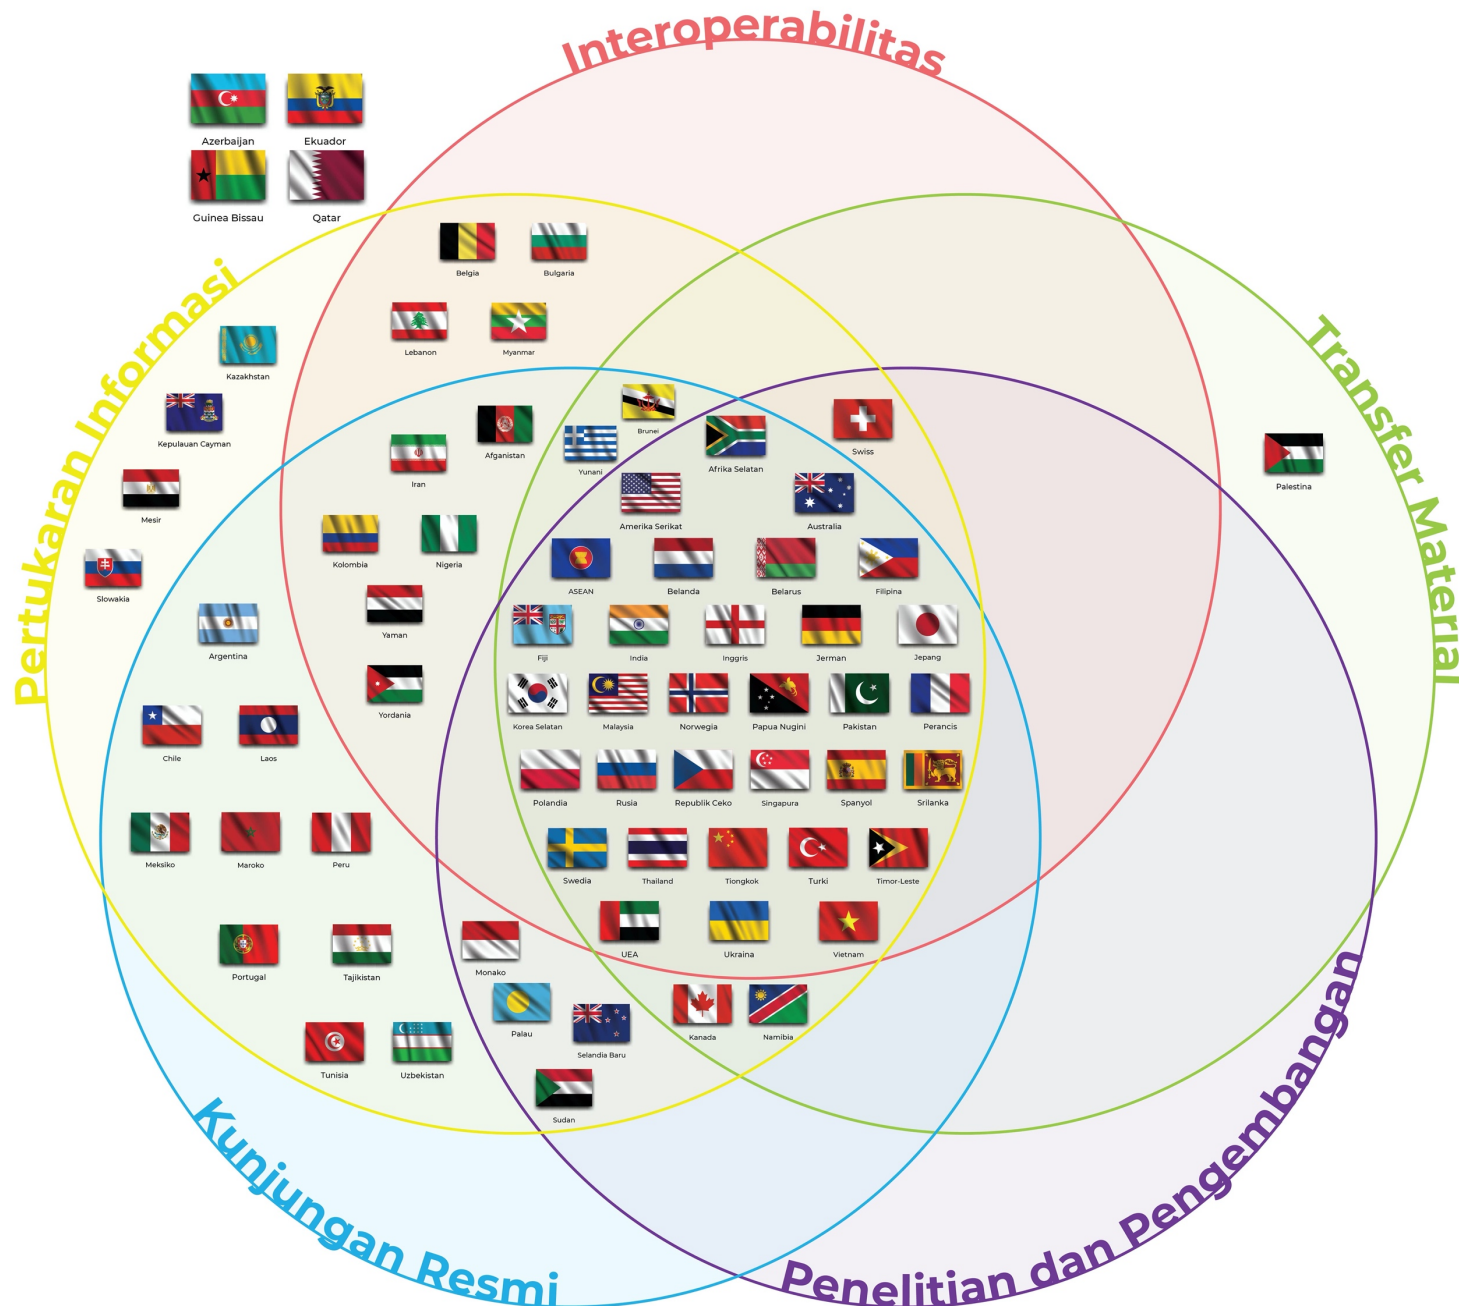 Interoperabilitas
Azerbaijan
Ekuador
Guinea Bissau
Qatar
Pertukaran Informasi
Transfer Material
Belgia
Bulgaria
Lebanon
Myanmar
Kazakhstan
Kepulauan Cayman
Mesir
Slowakia
Brunei
Afganistan
Yunani
Afrika Selatan
Swiss
Palestina
Iran
Amerika Serikat
Australia
Kolombia
Nigeria
ASEAN
Belanda
Belarus
Filipina
Yaman
Argentina
Fiji
India
Inggris
Jerman
Jepang
Yordania
Korea Selatan
Malaysia
Norwegia
Papua Nugini
Pakistan
Perancis
Chile
Laos
Polandia
Rusia
Republik Ceko
Singapura
Spanyol
Srilanka
Meksiko
Maroko
Peru
Swedia
Thailand
Tiongkok
Turki
Timor-Leste
Portugal
Tajikistan
Monako
UEA
Ukraina
Vietnam
Palau
Selandia Baru
Kanada
Namibia
Tunisia
Uzbekistan
Sudan
Kunjungan Resmi
Penelitian dan Pengembangan